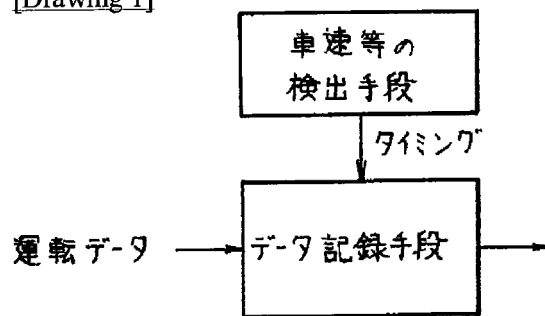 [Drawing 1]
車速等の
検出手段
タイミング
運転データ
データ記録手段